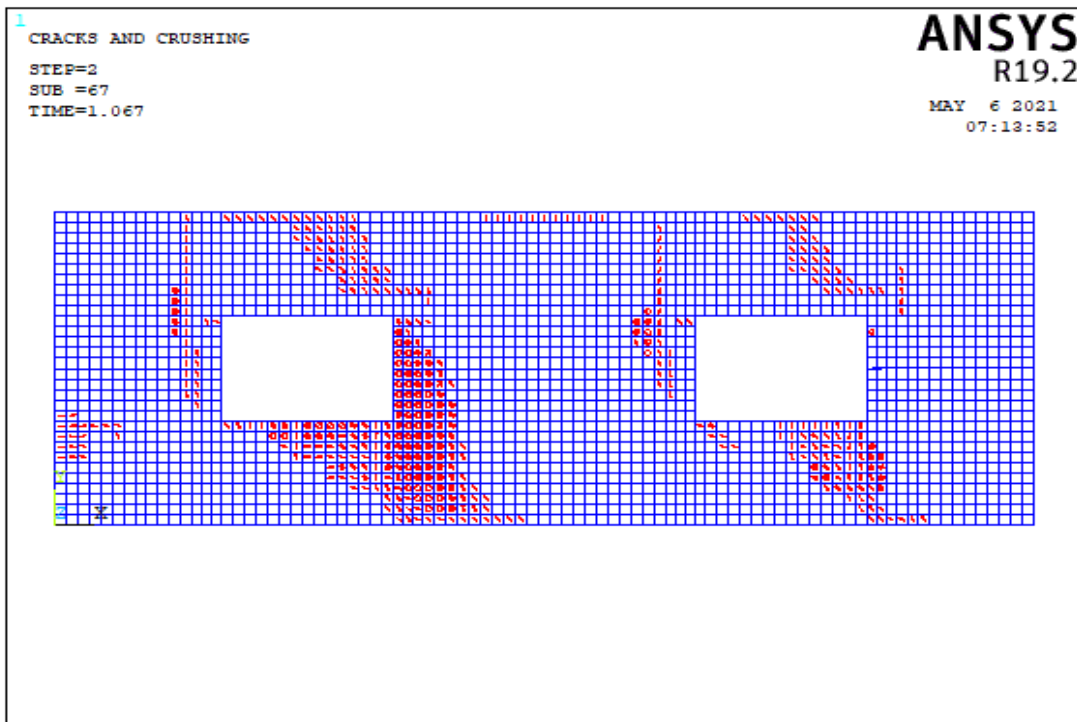 1
CRACKS AND CRUSHING
STEP=2
SUB =67
TIME=1.067
ANSYS
R19.2
MAY  6 2021
07:13:52
Y
Z X